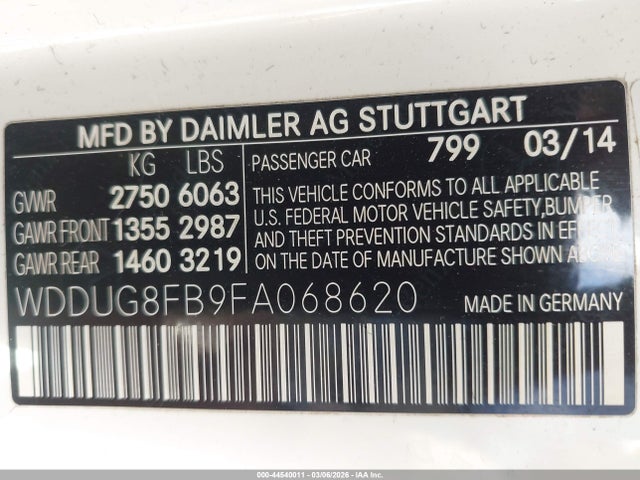 MFD BY DAIMLER AG STUTTGART
KG LBS PASSENGER CAR 799 03/14
GVWR 2750 6063
GAWR FRONT 1355 2987
GAWR REAR 1460 3219
THIS VEHICLE CONFORMS TO ALL APPLICABLE
U.S. FEDERAL MOTOR VEHICLE SAFETY,BUMPER
AND THEFT PREVENTION STANDARDS IN EFFECT
ON THE DATE OF MANUFACTURE SHOWN
WDDUG8FB9FA068620 MADE IN GERMANY
000-44540011 - 03/06/2026 - IAA Inc.